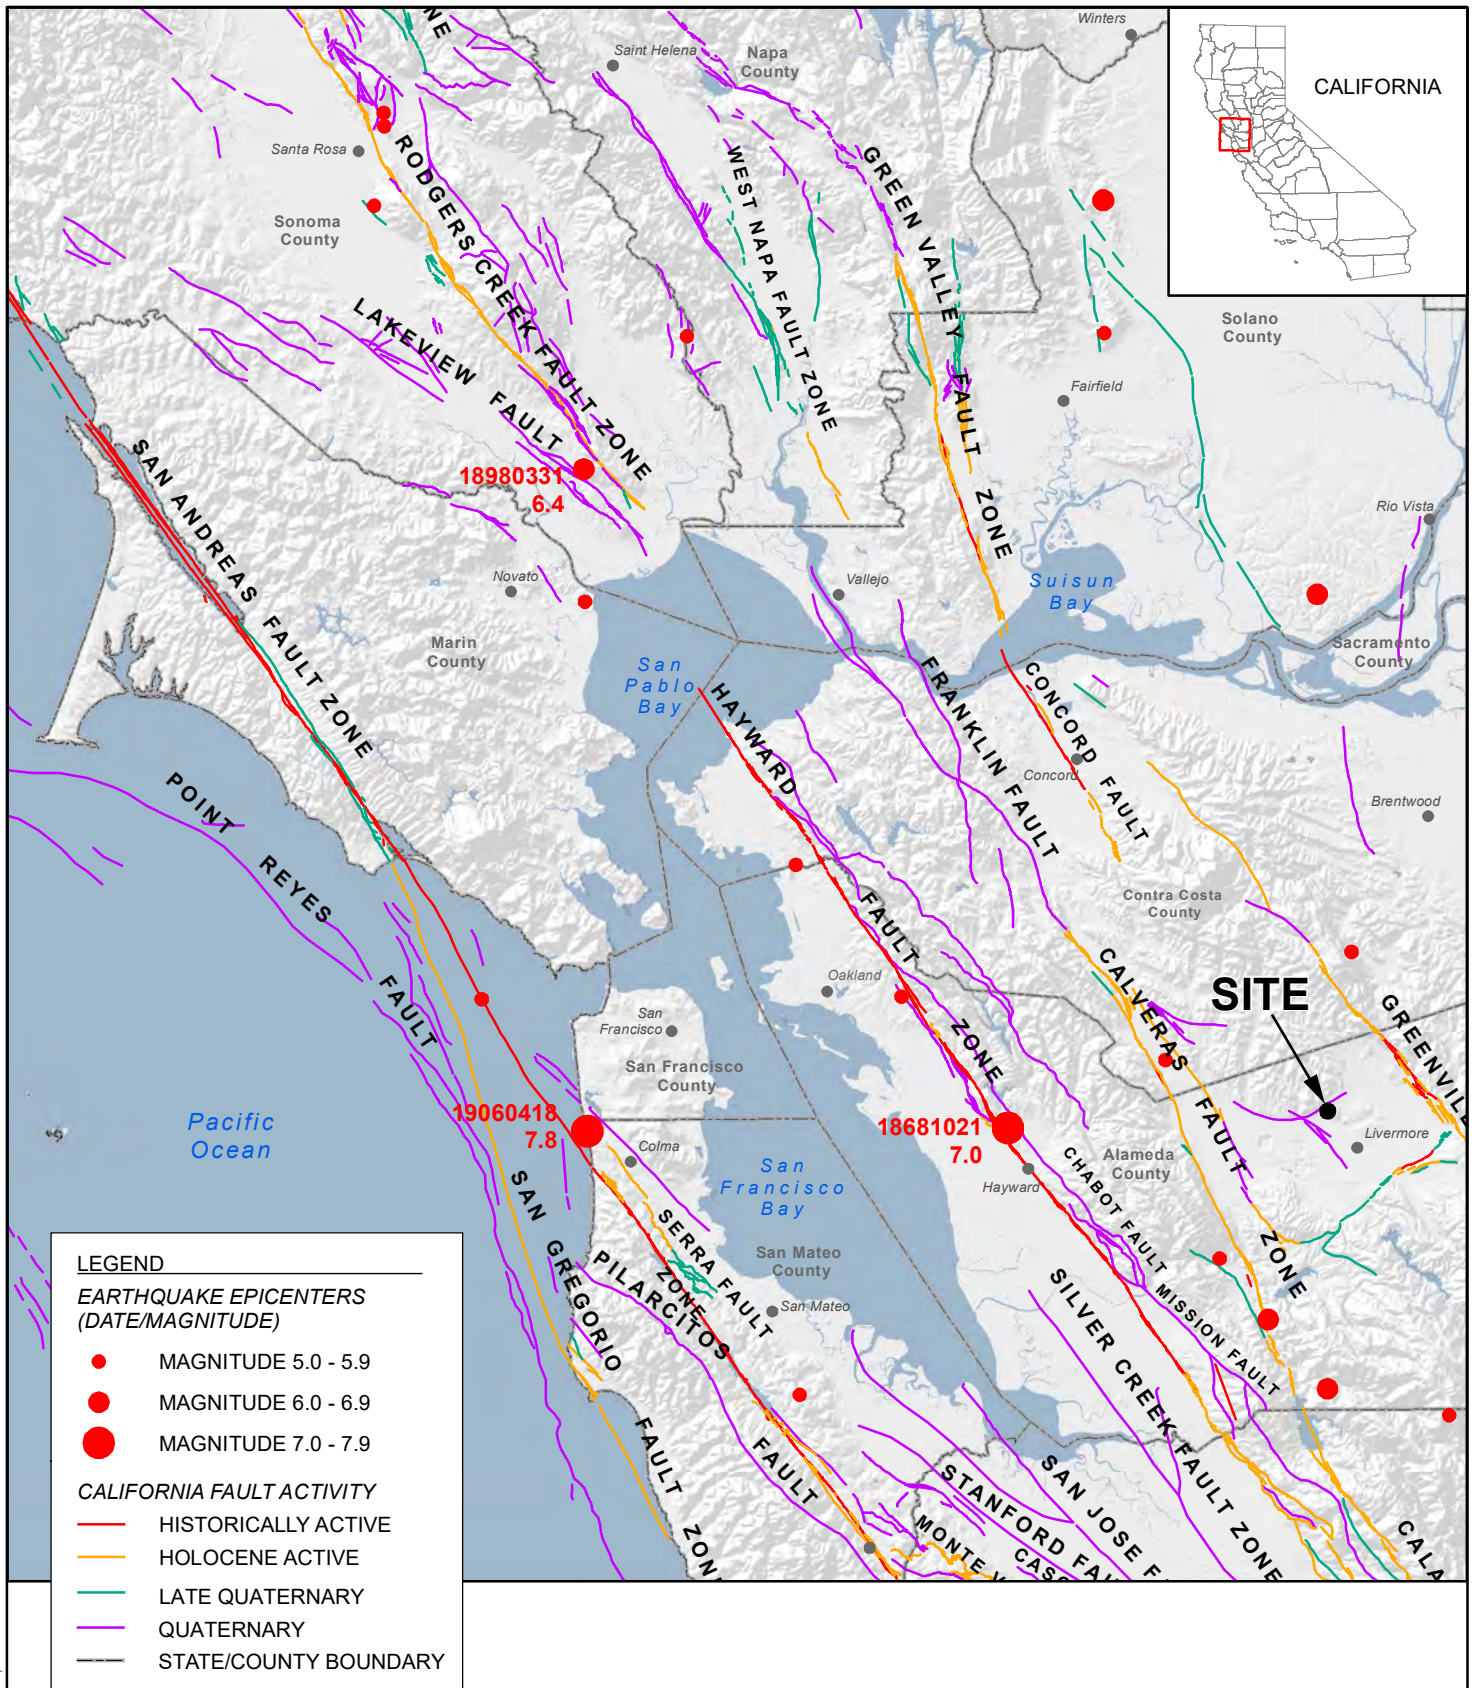 Winters
CALIFORNIA
Saint Helena
Napa
County
Santa Rosa
Sonoma
County
RODGERS CREEK FAULT ZONE
WEST NAPA FAULT ZONE
GREEN VALLEY FAULT ZONE
Solano
County
LAKEVIEW FAULT
Fairfield
18980331
6.4
SAN ANDREAS FAULT ZONE
Rio Vista
Novato
Vallejo
Suisun
Bay
Marin
County
San
Pablo
Bay
Sacramento
County
HAYWARD FAULT ZONE
FRANKLIN FAULT
CONCORD FAULT
Concord
Brentwood
POINT REYES FAULT
Contra Costa
County
Oakland
San
Francisco
CALVERAS FAULT ZONE
SITE
San Francisco
County
19060418
7.8
18681021
7.0
Pacific
Ocean
Colma
San
Francisco
Bay
Hayward
CHABOT FAULT
Alameda
County
Livermore
SAN GREGORIO FAULT
SERRA FAULT
ZONE
PILARCITOS FAULT
San Mateo
County
San Mateo
MISSION FAULT
SILVER CREEK FAULT ZONE
SAN JOSE
STANFORD
MONTE
LEGEND
EARTHQUAKE EPICENTERS
(DATE/MAGNITUDE)
MAGNITUDE 5.0 - 5.9
MAGNITUDE 6.0 - 6.9
MAGNITUDE 7.0 - 7.9
CALIFORNIA FAULT ACTIVITY
HISTORICALLY ACTIVE
HOLOCENE ACTIVE
LATE QUATERNARY
QUATERNARY
STATE/COUNTY BOUNDARY